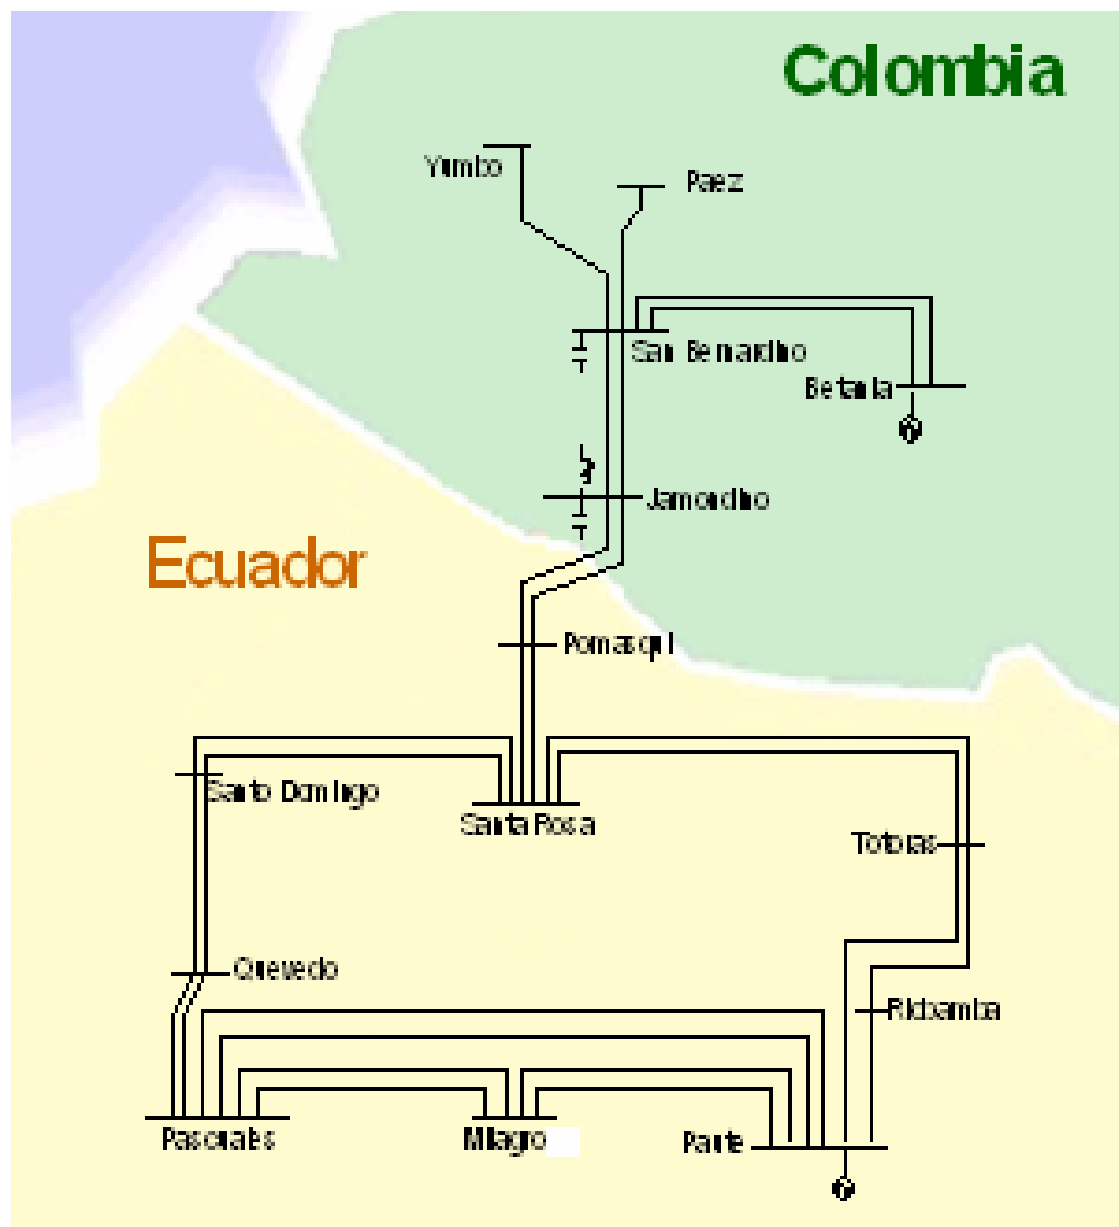 Colombia
Yumbo
Paez
San Bernardino
Betania
Jamondino
Ecuador
Pomasqui
Santo Domingo
Santa Rosa
Totoras
Quevedo
Riobamba
Pascuales
Milagro
Paute